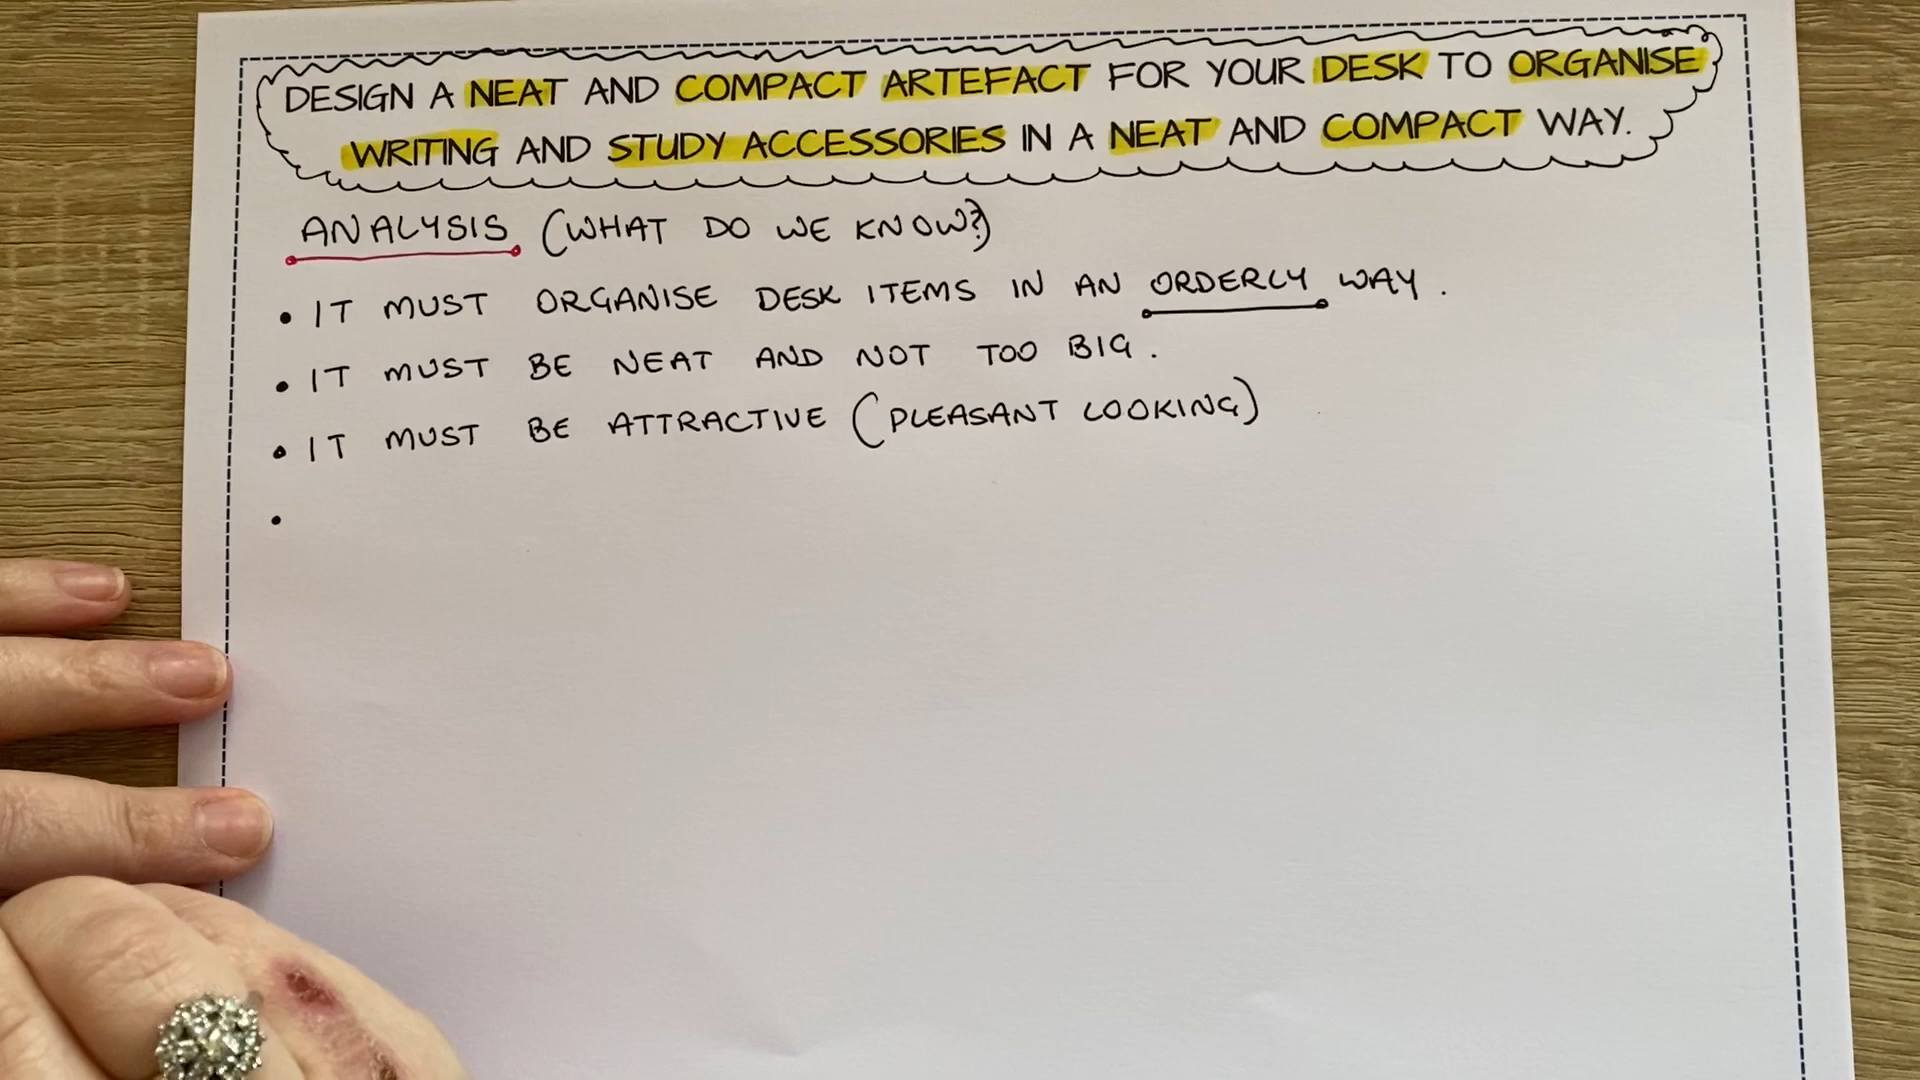 DESIGN A NEAT AND COMPACT ARTEFACT FOR YOUR DESK TO ORGANISE
WRITING AND STUDY ACCESSORIES IN A NEAT AND COMPACT WAY.
ANALYSIS (WHAT DO WE KNOW?)
• IT MUST ORGANISE DESK ITEMS IN AN ORDERLY WAY.
• IT MUST BE NEAT AND NOT TOO BIG.
• IT MUST BE ATTRACTIVE (PLEASANT LOOKING)
•